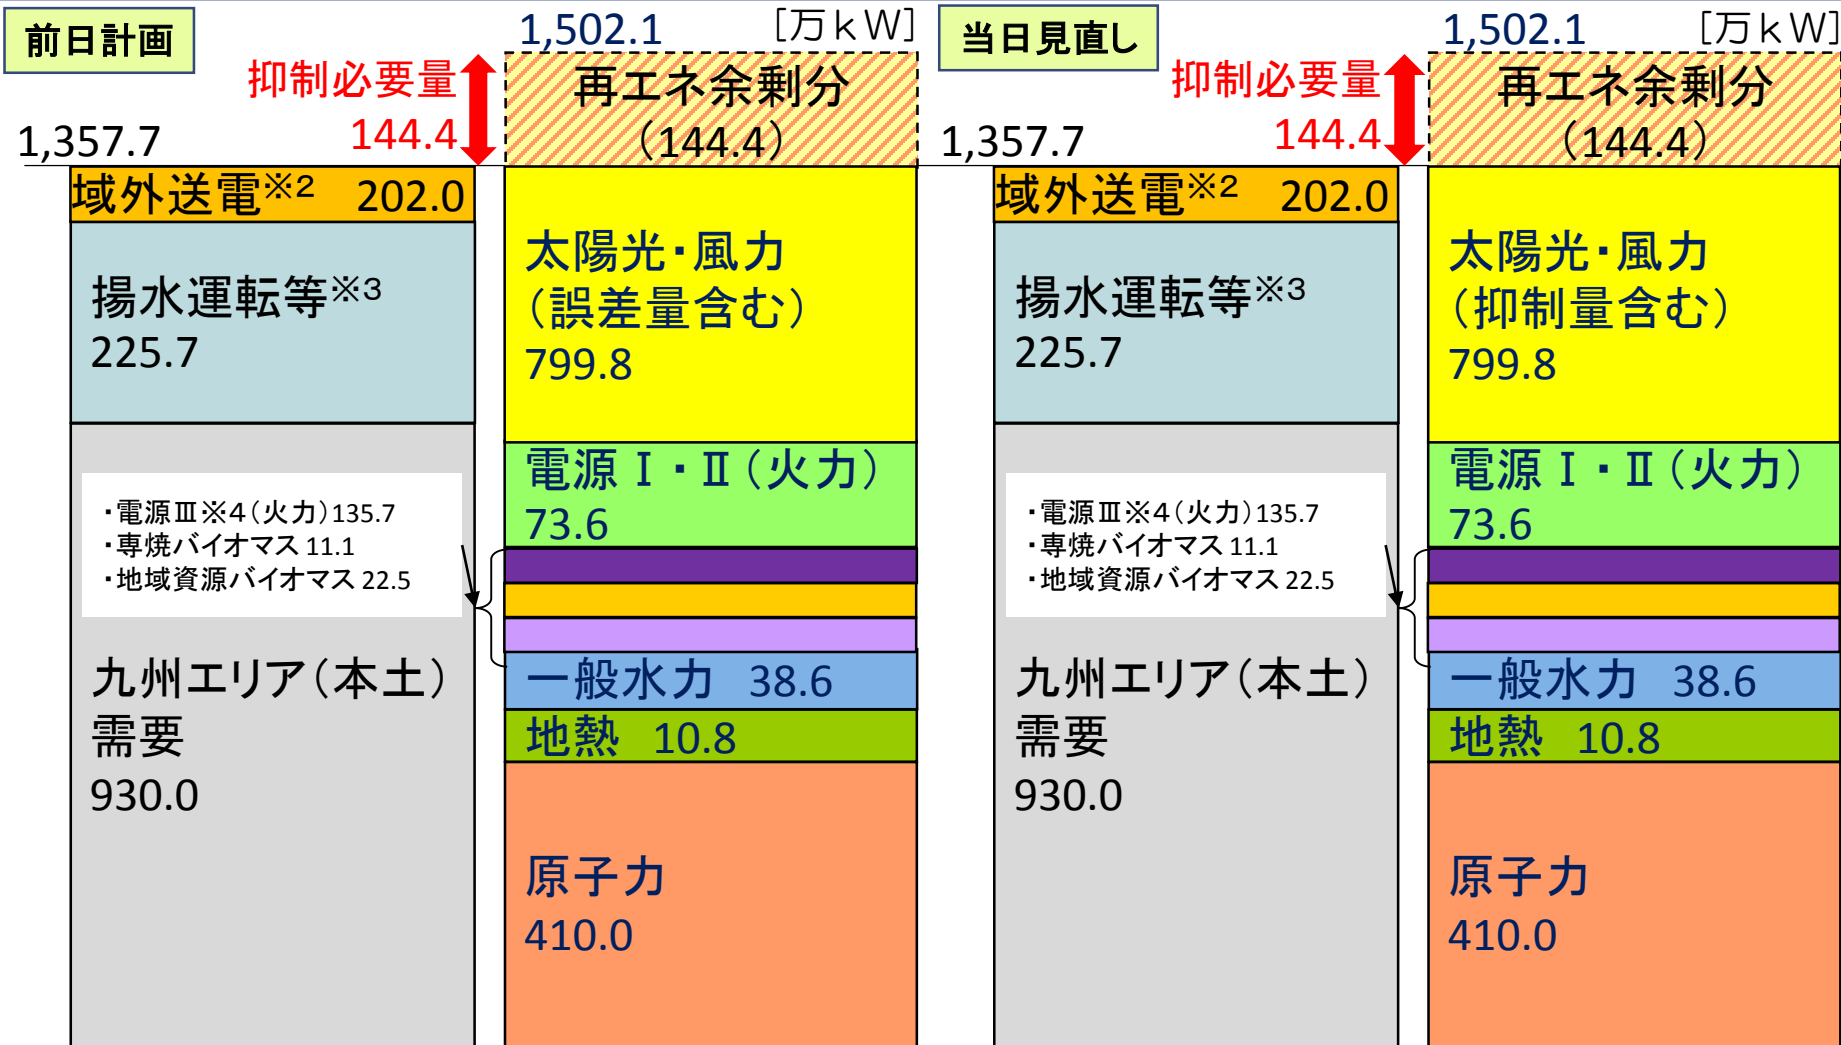 前日計画
1,502.1 [万kW]
抑制必要量
144.4
再エネ余剰分
(144.4)
1,357.7
域外送電※2 202.0
揚水運転等※3
225.7
太陽光・風力
(誤差量含む)
799.8
電源Ⅰ・Ⅱ(火力)
73.6
・電源Ⅲ※4(火力)135.7
・専焼バイオマス 11.1
・地域資源バイオマス 22.5
九州エリア(本土)
需要
930.0
一般水力 38.6
地熱 10.8
原子力
410.0
当日見直し
1,502.1 [万kW]
抑制必要量
144.4
再エネ余剰分
(144.4)
1,357.7
域外送電※2 202.0
揚水運転等※3
225.7
太陽光・風力
(抑制量含む)
799.8
電源Ⅰ・Ⅱ(火力)
73.6
・電源Ⅲ※4(火力)135.7
・専焼バイオマス 11.1
・地域資源バイオマス 22.5
九州エリア(本土)
需要
930.0
一般水力 38.6
地熱 10.8
原子力
410.0